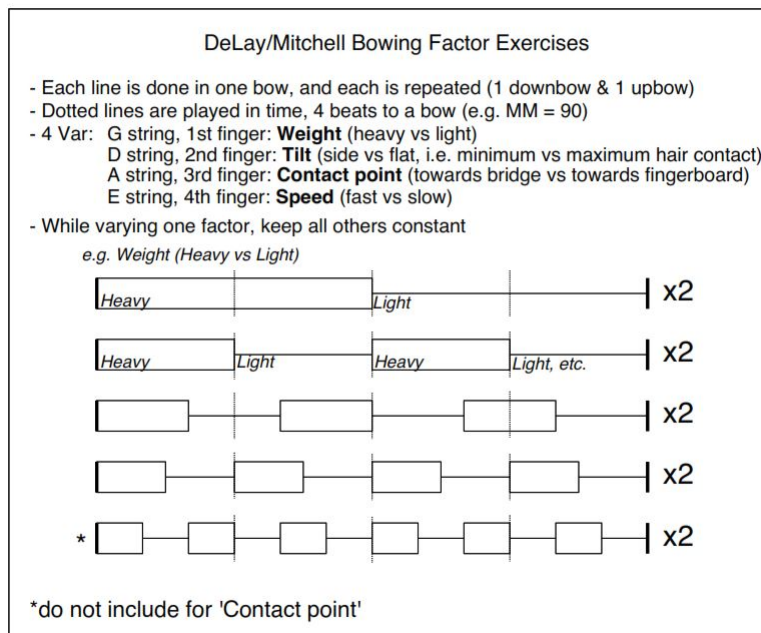 DeLay/Mitchell Bowing Factor Exercises
- Each line is done in one bow, and each is repeated (1 downbow & 1 upbow)
- Dotted lines are played in time, 4 beats to a bow (e.g. MM = 90)
- 4 Var: G string, 1st finger: Weight (heavy vs light)
D string, 2nd finger: Tilt (side vs flat, i.e. minimum vs maximum hair contact)
A string, 3rd finger: Contact point (towards bridge vs towards fingerboard)
E string, 4th finger: Speed (fast vs slow)
- While varying one factor, keep all others constant
e.g. Weight (Heavy vs Light)
Heavy Light x2
Heavy Light Heavy Light, etc. x2
x2
x2
* x2
*do not include for 'Contact point'